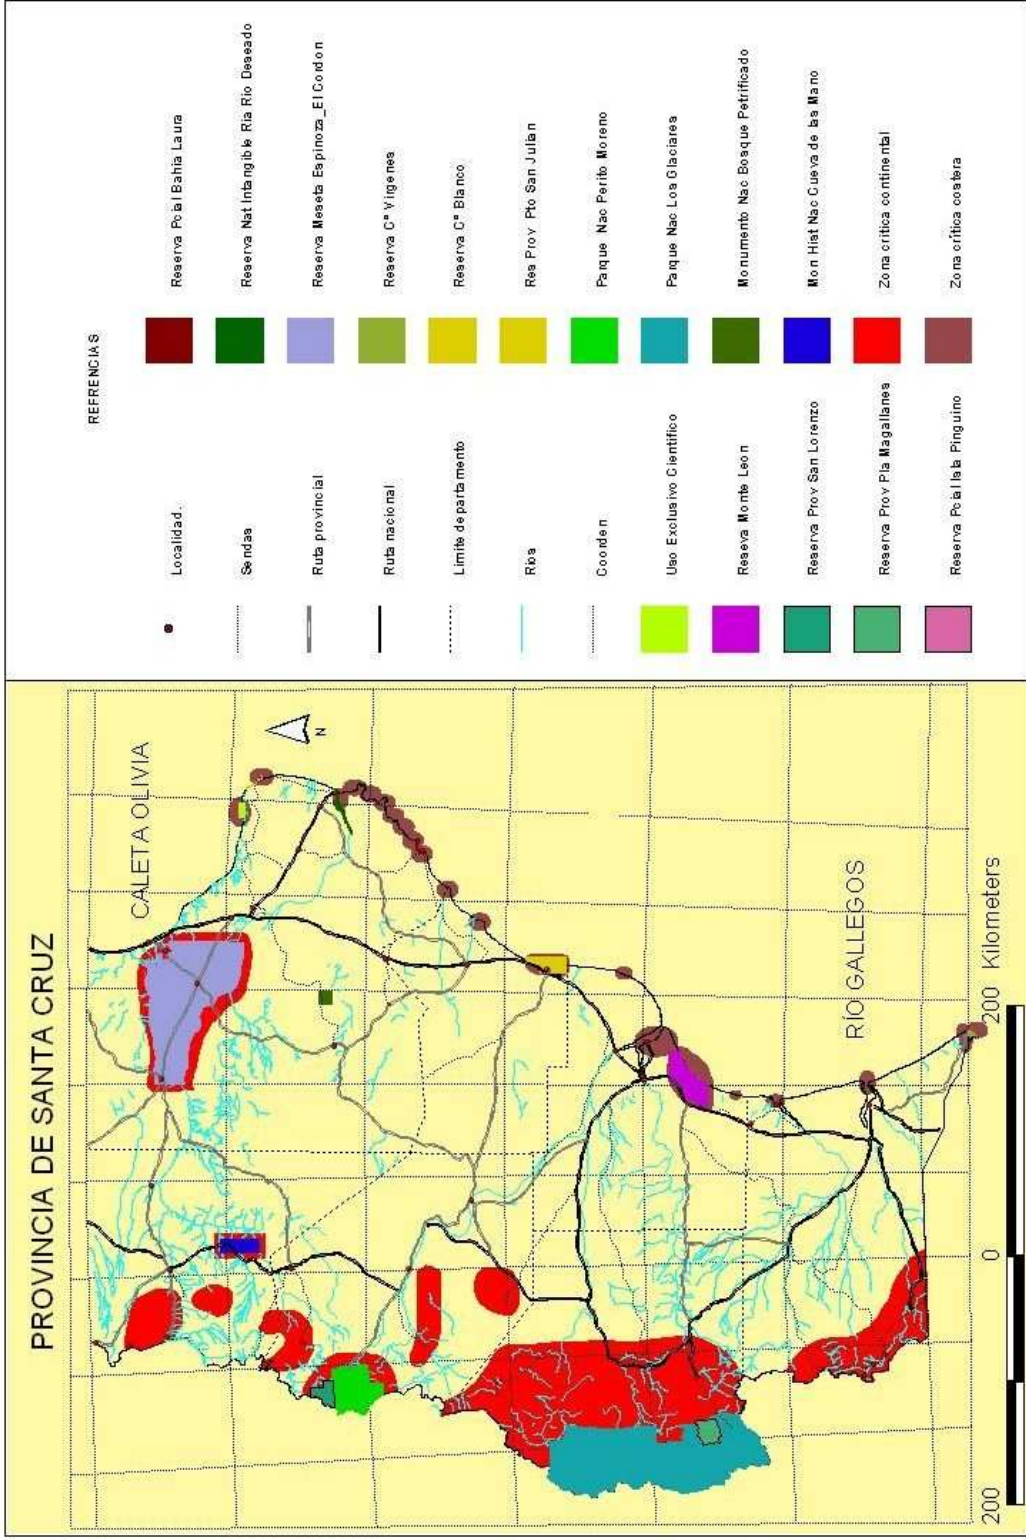 PROVINCIA DE SANTA CRUZ
CALETA OLIVIA
N
RÍO GALLEGOS
200 0 200 Kilometers
REFRENCIAS
Localidad.
Sendas
Ruta provincial
Ruta nacional
Limite departamento
Rios
Coorden
Uso Exclusivo Científico
Reseva Monte Leon
Reserva Prov San Lorenzo
Reserva Prov Pla Magallanes
Reserva Pcial Isla Pinguino
Reserva Pcial Bahia Laura
Reserva Nat Intangible Ria Rio Deseado
Reserva Meseta Espinoza_El Cordon
Reserva Cº Virgenes
Reserva Cº Blanco
Res Prov Pto San Julian
Parque Nac Perito Moreno
Parque Nac Los Glaciares
Monumento Nac Bosque Petrificado
Mon Hist Nac Cueva de las Mano
Zona crítica continental
Zona crítica costera